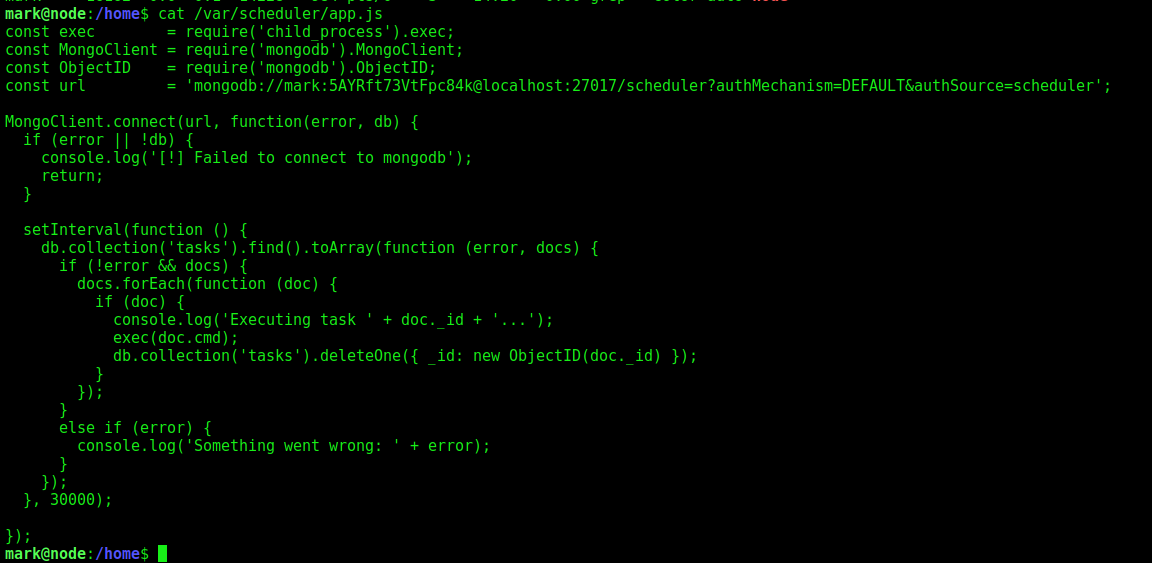 mark@node:/home$ cat /var/scheduler/app.js
const exec        = require('child_process').exec;
const MongoClient = require('mongodb').MongoClient;
const ObjectID    = require('mongodb').ObjectID;
const url         = 'mongodb://mark:5AYRft73VtFpc84k@localhost:27017/scheduler?authMechanism=DEFAULT&authSource=scheduler';

MongoClient.connect(url, function(error, db) {
  if (error || !db) {
    console.log('[!] Failed to connect to mongodb');
    return;
  }

  setInterval(function () {
    db.collection('tasks').find().toArray(function (error, docs) {
      if (!error && docs) {
        docs.forEach(function (doc) {
          if (doc) {
            console.log('Executing task ' + doc._id + '...');
            exec(doc.cmd);
            db.collection('tasks').deleteOne({ _id: new ObjectID(doc._id) });
          }
        });
      }
      else if (error) {
        console.log('Something went wrong: ' + error);
      }
    });
  }, 30000);

});
mark@node:/home$